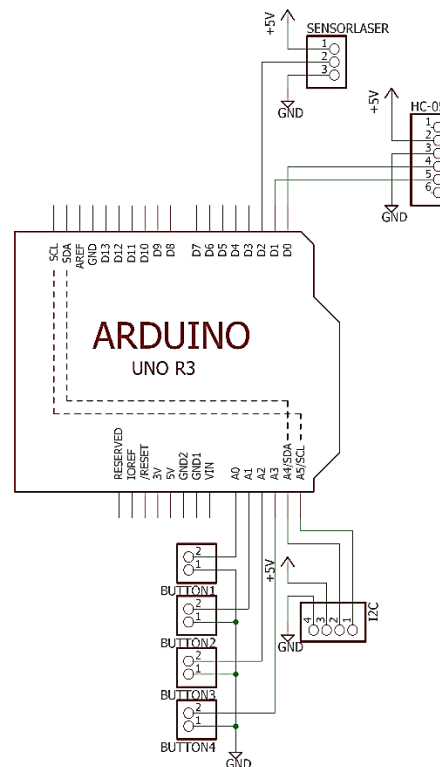 +5V
SENSORLASER
1
2
3
GND
+5V
HC-05
1
2
3
4
5
6
GND
SCL
SDA
AREF
GND
D13
D12
D11
D10
D9
D8
D7
D6
D5
D4
D3
D2
D1
D0
ARDUINO
UNO R3
RESERVED
IOREF
/RESET
3V
5V
GND2
GND1
VIN
A0
A1
A2
A3
A4/SDA
A5/SCL
2
1
BUTTON1
2
1
BUTTON2
2
1
BUTTON3
2
1
BUTTON4
+5V
GND
4
3
2
1
I2C
GND